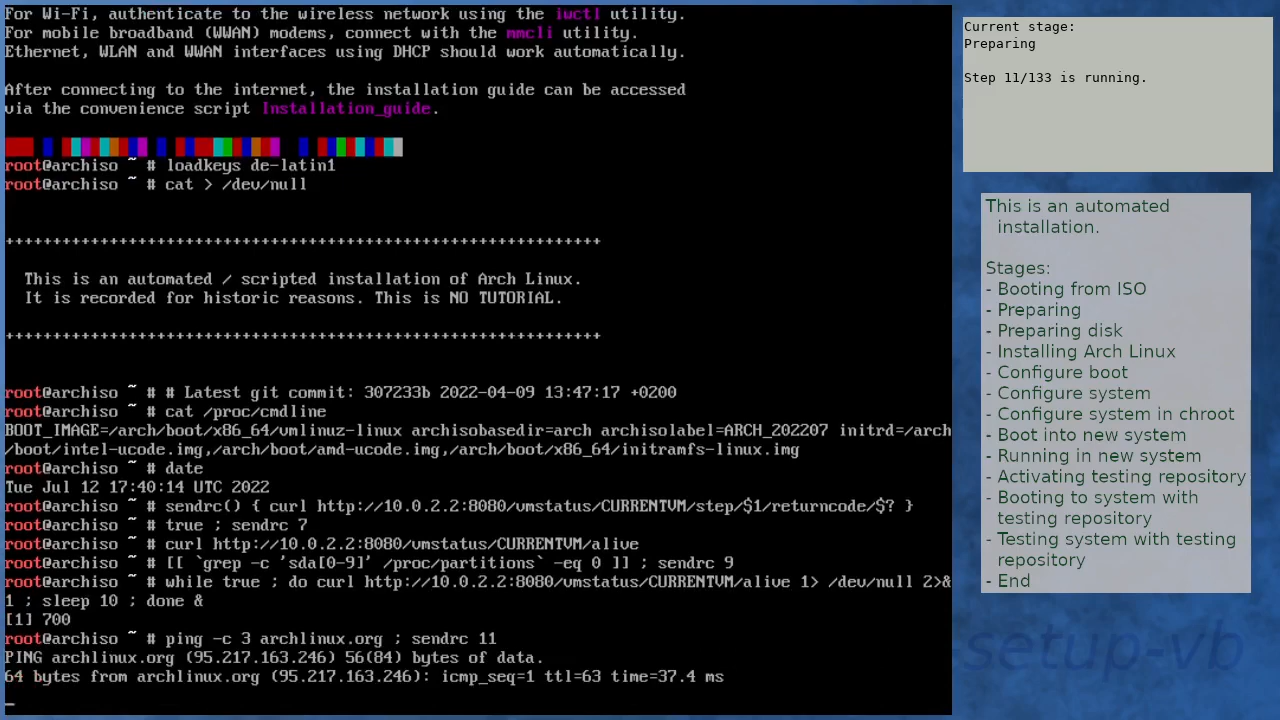 For Wi-Fi, authenticate to the wireless network using the iwctl utility.
For mobile broadband (WWAN) modems, connect with the mmcli utility.
Ethernet, WLAN and WWAN interfaces using DHCP should work automatically.
After connecting to the internet, the installation guide can be accessed
via the convenience script Installation_guide.
root@archiso ~ # loadkeys de-latin1
root@archiso ~ # cat > /dev/null
+++++++++++++++++++++++++++++++++++++++++++++++++++++++++++++++
This is an automated / scripted installation of Arch Linux.
It is recorded for historic reasons. This is NO TUTORIAL.
+++++++++++++++++++++++++++++++++++++++++++++++++++++++++++++++
root@archiso ~ # # Latest git commit: 307233b 2022-04-09 13:47:17 +0200
root@archiso ~ # cat /proc/cmdline
BOOT_IMAGE=/arch/boot/x86_64/vmlinuz-linux archisobasedir=arch archisolabel=ARCH_202207 initrd=/arch
/boot/intel-ucode.img,/arch/boot/amd-ucode.img,/arch/boot/x86_64/initramfs-linux.img
root@archiso ~ # date
Tue Jul 12 17:40:14 UTC 2022
root@archiso ~ # sendrc() { curl http://10.0.2.2:8080/vmstatus/CURRENTVM/step/$1/returncode/$? }
root@archiso ~ # true ; sendrc 7
root@archiso ~ # curl http://10.0.2.2:8080/vmstatus/CURRENTVM/alive
root@archiso ~ # [[ `grep -c 'sda[0-9]' /proc/partitions` -eq 0 ]] ; sendrc 9
root@archiso ~ # while true ; do curl http://10.0.2.2:8080/vmstatus/CURRENTVM/alive 1> /dev/null 2>&
1 ; sleep 10 ; done &
[1] 700
root@archiso ~ # ping -c 3 archlinux.org ; sendrc 11
PING archlinux.org (95.217.163.246) 56(84) bytes of data.
64 bytes from archlinux.org (95.217.163.246): icmp_seq=1 ttl=63 time=37.4 ms
Current stage:
Preparing
Step 11/133 is running.
This is an automated
installation.
Stages:
- Booting from ISO
- Preparing
- Preparing disk
- Installing Arch Linux
- Configure boot
- Configure system
- Configure system in chroot
- Boot into new system
- Running in new system
- Activating testing repository
- Booting to system with
testing repository
- Testing system with testing
repository
- End
-setup-vb